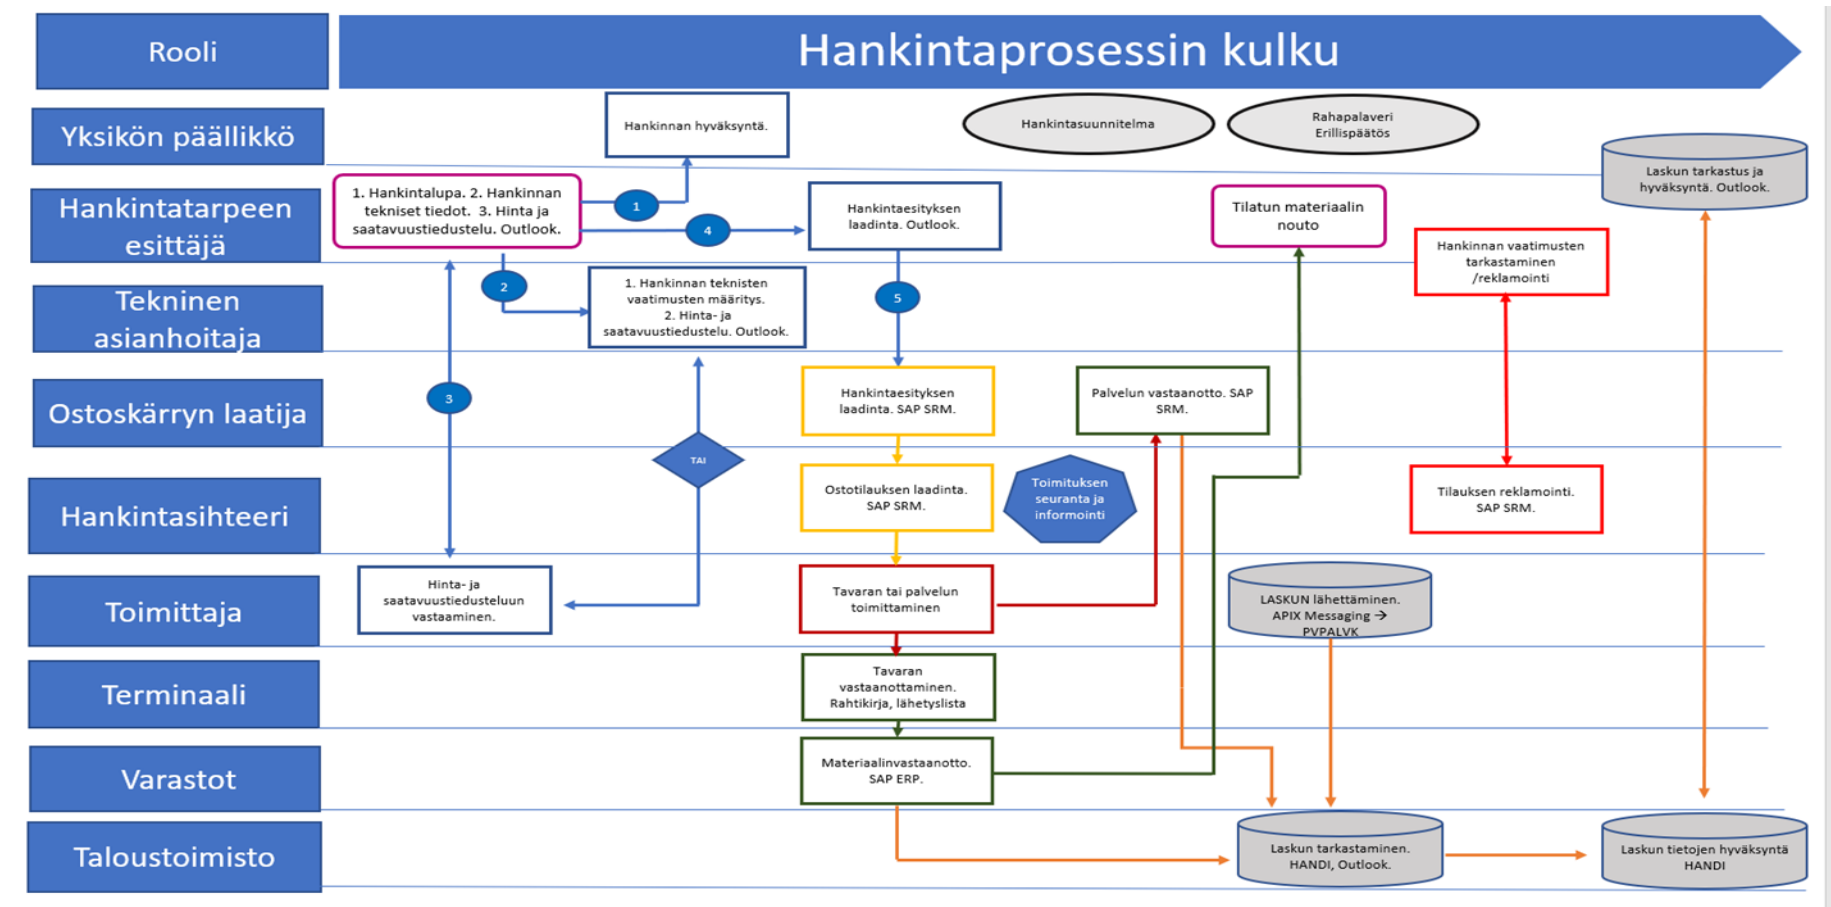 Rooli
Hankintaprosessin kulku
Yksikön päällikkö
Hankinnan hyväksyntä.
Hankintasuunnitelma
Rahapalaveri
Erillispäätös
Laskun tarkastus ja
hyväksyntä. Outlook.
Hankintatarpeen
esittäjä
1. Hankintalupa. 2. Hankinnan
tekniset tiedot.  3. Hinta ja
saatavuustiedustelu. Outlook.
1
4
Hankintaesityksen
laadinta. Outlook.
Tilatun materiaalin
nouto
Hankinnan vaatimusten
tarkastaminen
/reklamointi
Tekninen
asianhoitaja
2
1. Hankinnan teknisten
vaatimusten määritys.
2. Hinta- ja
saatavuustiedustelu. Outlook.
5
Ostoskärryn laatija
3
Hankintaesityksen
laadinta. SAP SRM.
Palvelun vastaanotto. SAP
SRM.
TAI
Hankintasihteeri
Ostotilauksen laadinta.
SAP SRM.
Toimituksen
seuranta ja
informointi
Tilauksen reklamointi.
SAP SRM.
Toimittaja
Hinta- ja
saatavuustiedusteluun
vastaaminen.
Tavaran tai palvelun
toimittaminen
LASKUN lähettäminen.
APIX Messaging →
PVPALVK
Terminaali
Tavaran
vastaanottaminen.
Rahtikirja, lähetyslista
Varastot
Materiaalinvastaanotto.
SAP ERP.
Taloustoimisto
Laskun tarkastaminen.
HANDI, Outlook.
Laskun tietojen hyväksyntä
HANDI